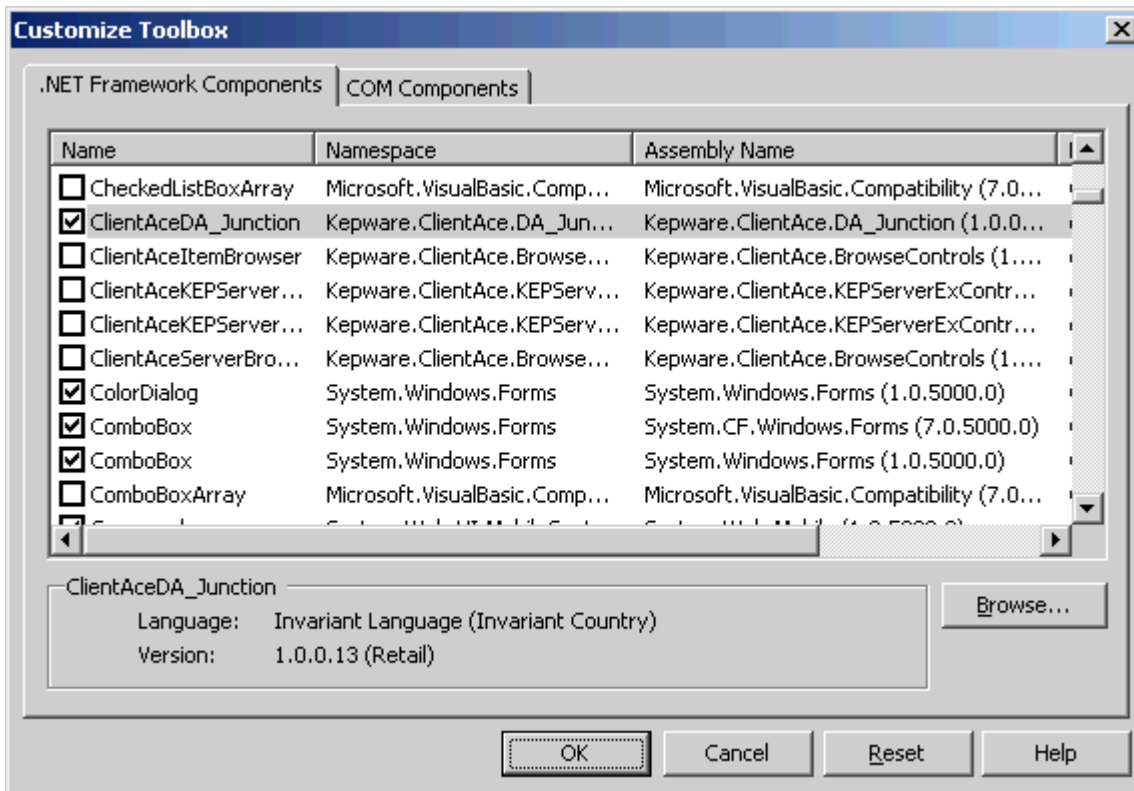 Customize Toolbox
.NET Framework Components COM Components
Name Namespace Assembly Name
CheckedListBoxArray Microsoft.VisualBasic.Comp... Microsoft.VisualBasic.Compatibility (7.0...
ClientAceDA_Junction Kepware.ClientAce.DA_Jun... Kepware.ClientAce.DA_Junction (1.0.0...
ClientAceItemBrowser Kepware.ClientAce.Browse... Kepware.ClientAce.BrowseControls (1....
ClientAceKEPServer... Kepware.ClientAce.KEPServ... Kepware.ClientAce.KEPServerExContr...
ClientAceKEPServer... Kepware.ClientAce.KEPServ... Kepware.ClientAce.KEPServerExContr...
ClientAceServerBro... Kepware.ClientAce.Browse... Kepware.ClientAce.BrowseControls (1....
ColorDialog System.Windows.Forms System.Windows.Forms (1.0.5000.0)
ComboBox System.Windows.Forms System.CF.Windows.Forms (7.0.5000.0)
ComboBox System.Windows.Forms System.Windows.Forms (1.0.5000.0)
ComboBoxArray Microsoft.VisualBasic.Comp... Microsoft.VisualBasic.Compatibility (7.0...
ClientAceDA_Junction
Browse...
Language: Invariant Language (Invariant Country)
Version: 1.0.0.13 (Retail)
OK Cancel Reset Help